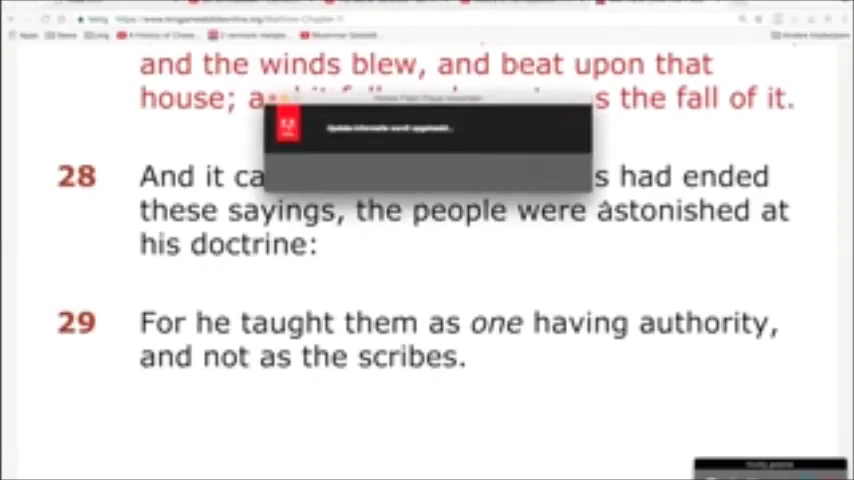 and the winds blew, and beat upon that
house; a s the fall of it.
28 And it ca s had ended
these sayings, the people were astonished at
his doctrine:
29 For he taught them as one having authority,
and not as the scribes.